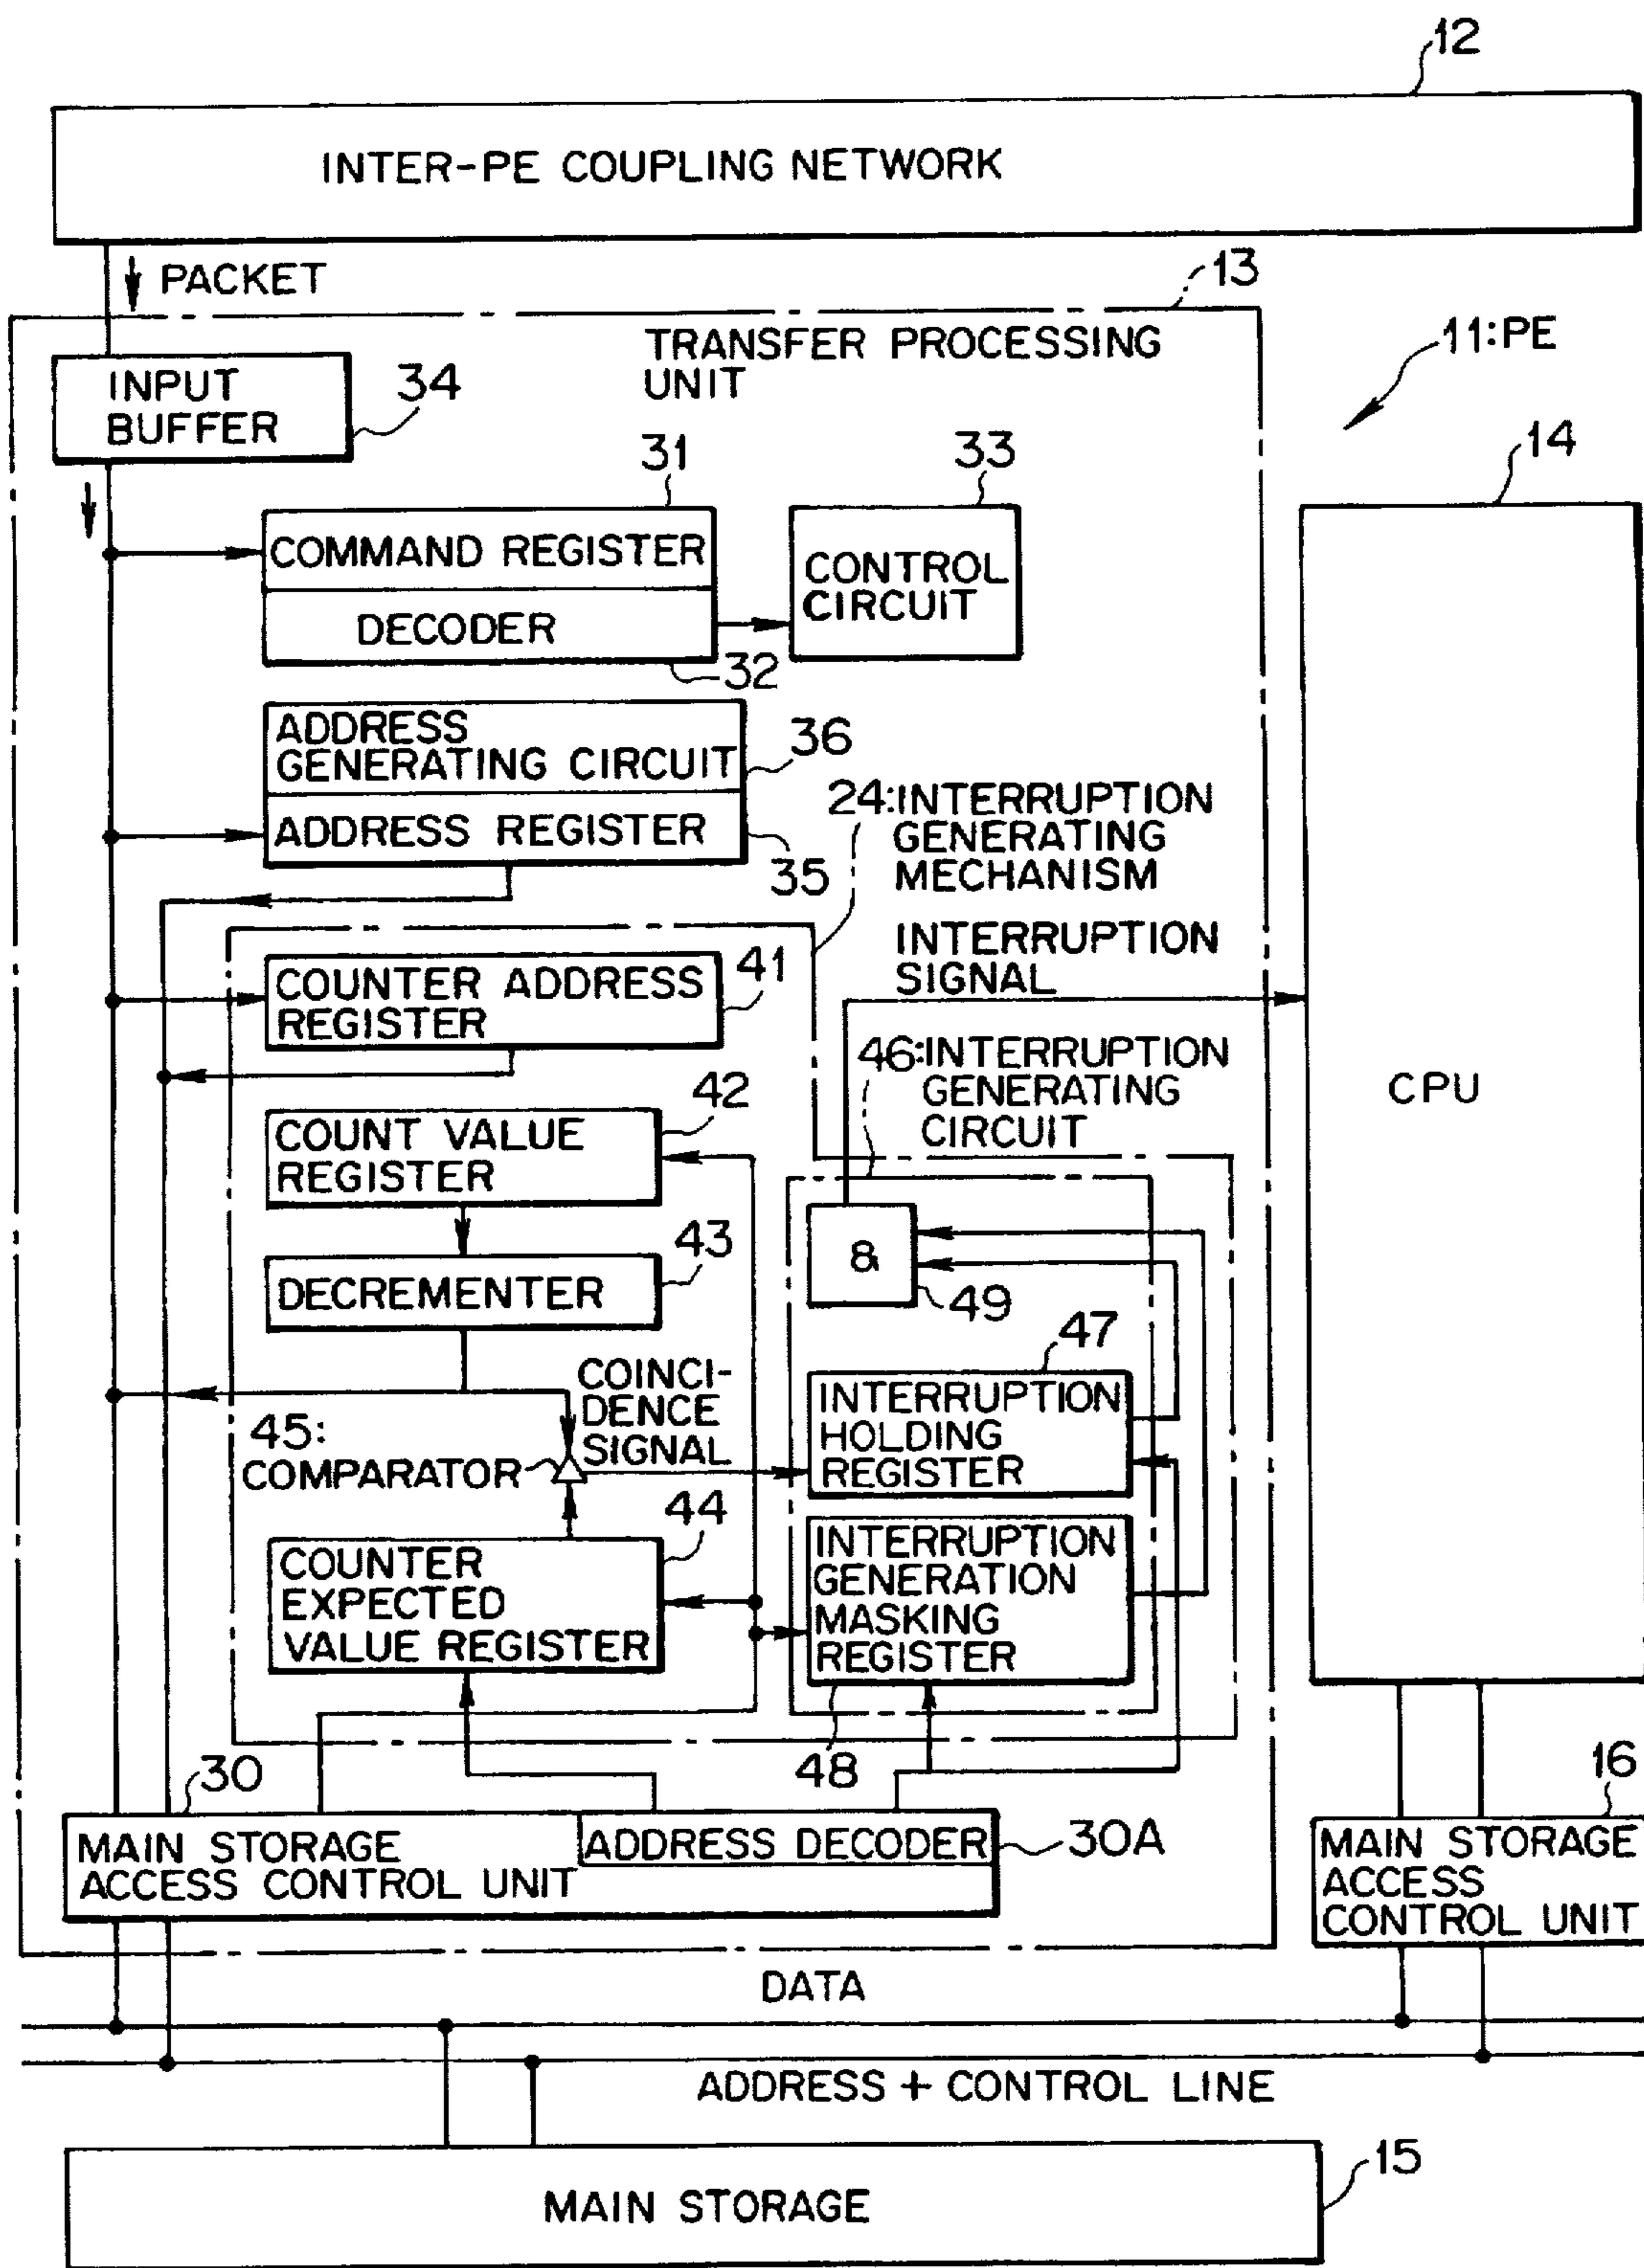 12
INTER-PE COUPLING NETWORK
PACKET
13
TRANSFER PROCESSING
UNIT
11:PE
INPUT
BUFFER
34
14
31
33
COMMAND REGISTER
CONTROL
CIRCUIT
DECODER
32
ADDRESS
GENERATING CIRCUIT
36
ADDRESS REGISTER
35
24:INTERRUPTION
GENERATING
MECHANISM
INTERRUPTION
SIGNAL
COUNTER ADDRESS
REGISTER
41
46:INTERRUPTION
GENERATING
CIRCUIT
CPU
42
COUNT VALUE
REGISTER
43
DECREMENTER
&
49
47
COINCI-
DENCE
SIGNAL
45:
COMPARATOR
INTERRUPTION
HOLDING
REGISTER
44
COUNTER
EXPECTED
VALUE REGISTER
INTERRUPTION
GENERATION
MASKING
REGISTER
48
30
16
MAIN STORAGE
ACCESS CONTROL UNIT
ADDRESS DECODER
30A
MAIN STORAGE
ACCESS
CONTROL UNIT
DATA
ADDRESS + CONTROL LINE
15
MAIN STORAGE